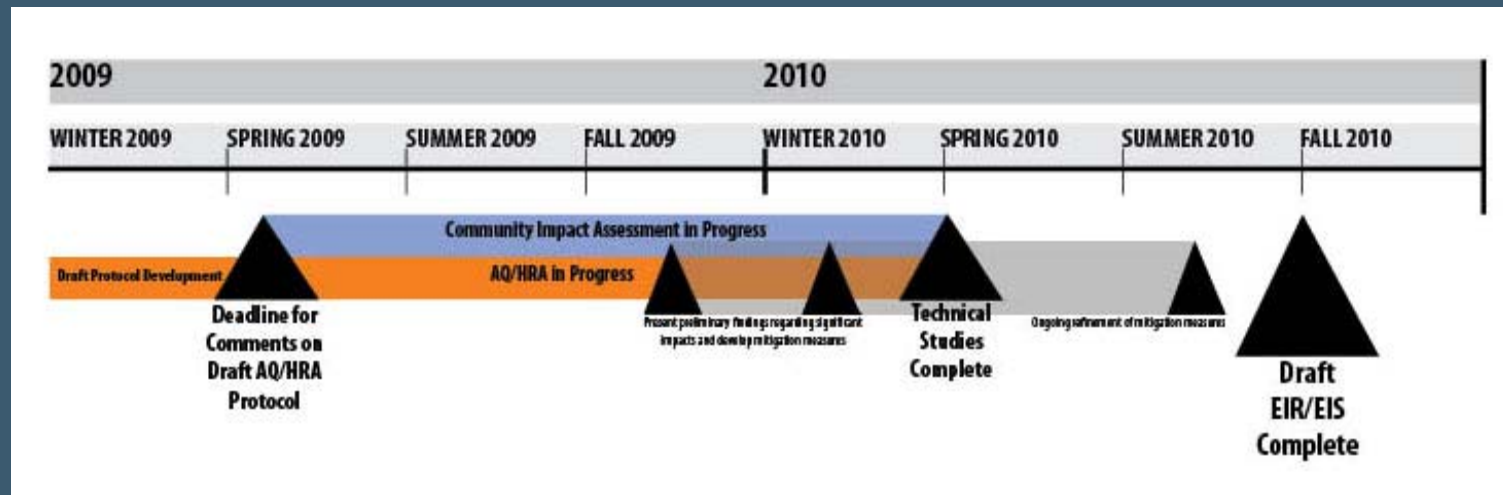 2009 2010
WINTER 2009 SPRING 2009 SUMMER 2009 FALL 2009 WINTER 2010 SPRING 2010 SUMMER 2010 FALL 2010
Community Impact Assessment in Progress
Draft Protocol Development AQ/HRA in Progress
Deadline for
Comments on
Draft AQ/HRA
Protocol
Present preliminary findings regarding significant
impacts and develop mitigation measures
Technical
Studies
Complete
Ongoing refinement of mitigation measures
Draft
EIR/EIS
Complete